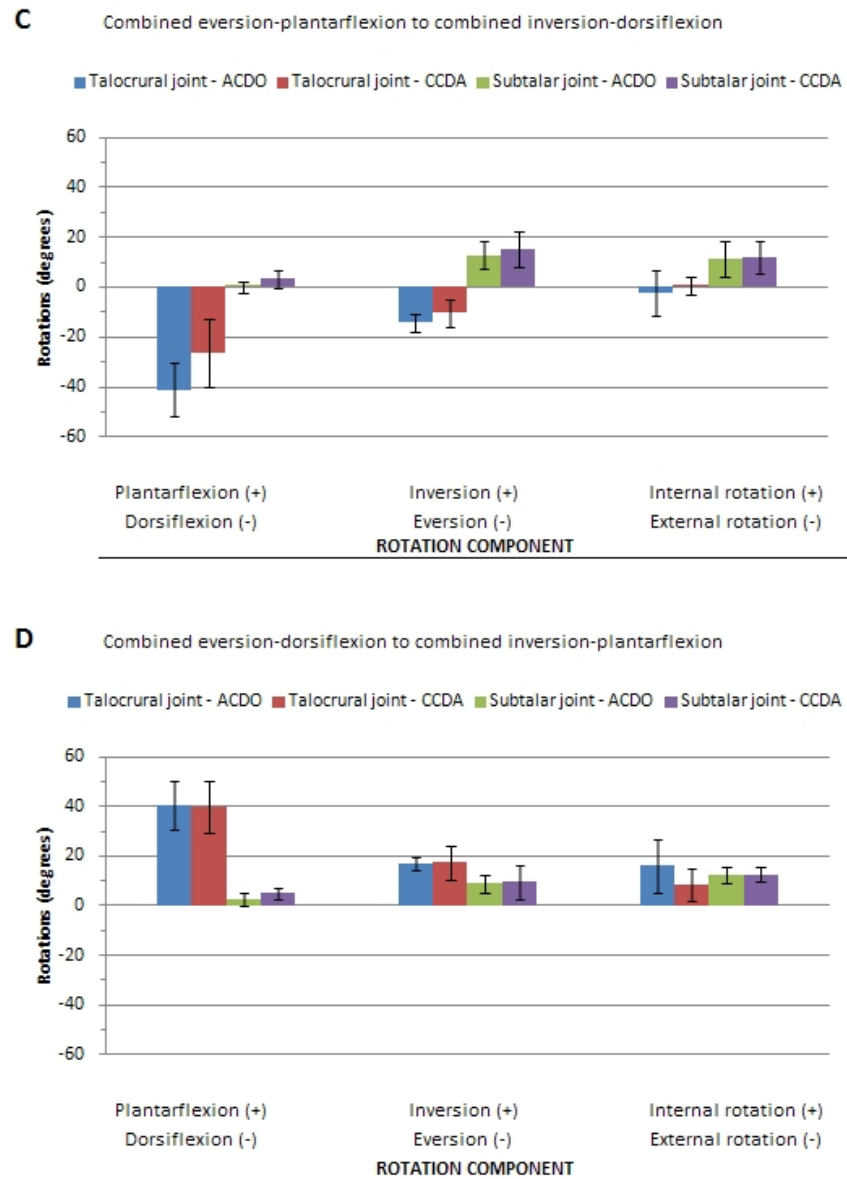 C Combined eversion-plantarflexion to combined inversion-dorsiflexion
Talocrural joint - ACDO Talocrural joint - CCDA Subtalar joint - ACDO Subtalar joint - CCDA
60
40
20
0
-20
-40
-60
Rotations (degrees)
Plantarflexion (+) Inversion (+) Internal rotation (+)
Dorsiflexion (-) Eversion (-) External rotation (-)
ROTATION COMPONENT
D Combined eversion-dorsiflexion to combined inversion-plantarflexion
Talocrural joint - ACDO Talocrural joint - CCDA Subtalar joint - ACDO Subtalar joint - CCDA
60
40
20
0
-20
-40
-60
Rotations (degrees)
Plantarflexion (+) Inversion (+) Internal rotation (+)
Dorsiflexion (-) Eversion (-) External rotation (-)
ROTATION COMPONENT